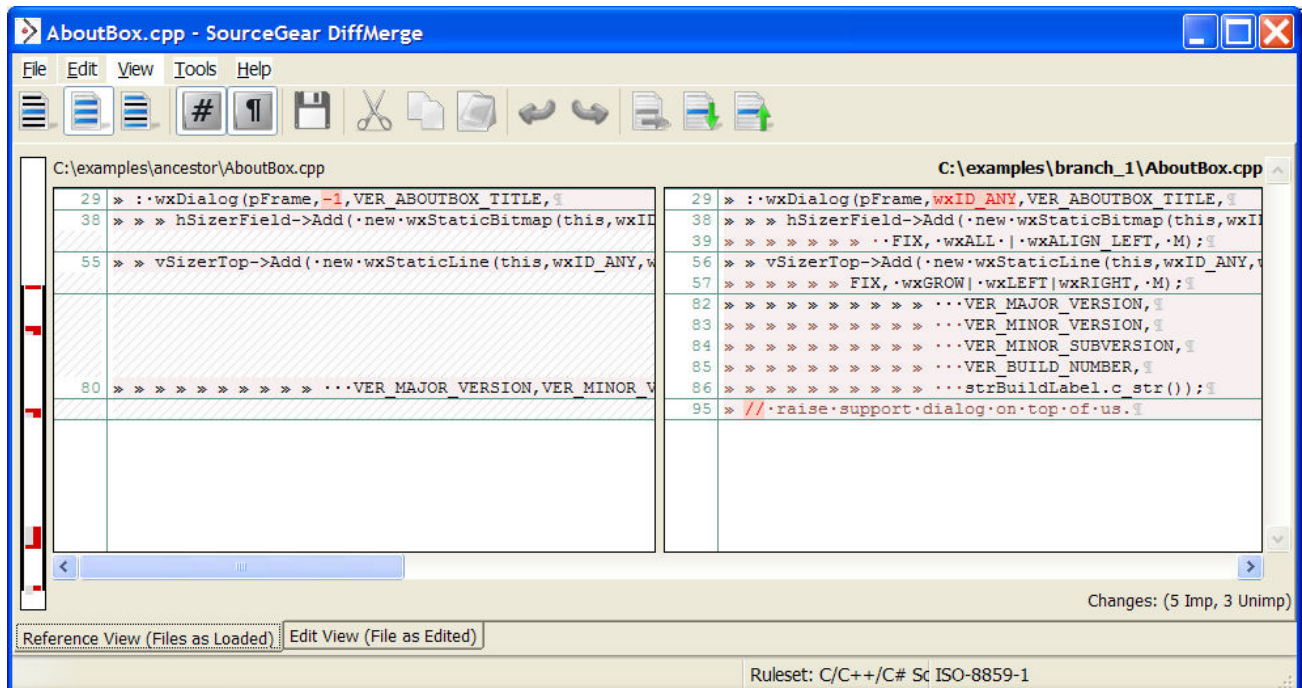 AboutBox.cpp - SourceGear DiffMerge
File Edit View Tools Help
# ¶
C:\examples\ancestor\AboutBox.cpp
C:\examples\branch_1\AboutBox.cpp
29 » :·wxDialog(pFrame,-1,VER_ABOUTBOX_TITLE,¶
38 » » » hSizerField->Add(·new·wxStaticBitmap(this,wxID
55 » » vSizerTop->Add(·new·wxStaticLine(this,wxID_ANY,w
80 » » » » » » » » » » ···VER_MAJOR_VERSION,VER_MINOR_V
29 » :·wxDialog(pFrame,wxID_ANY,VER_ABOUTBOX_TITLE,¶
38 » » » hSizerField->Add(·new·wxStaticBitmap(this,wxI
39 » » » » » » » ··FIX,·wxALL·|·wxALIGN_LEFT,·M);¶
56 » » vSizerTop->Add(·new·wxStaticLine(this,wxID_ANY,
57 » » » » » » FIX,·wxGROW|·wxLEFT|wxRIGHT,·M);¶
82 » » » » » » » » » » ···VER_MAJOR_VERSION,¶
83 » » » » » » » » » » ···VER_MINOR_VERSION,¶
84 » » » » » » » » » » ···VER_MINOR_SUBVERSION,¶
85 » » » » » » » » » » ···VER_BUILD_NUMBER,¶
86 » » » » » » » » » » ···strBuildLabel.c_str());¶
95 » //·raise·support·dialog·on·top·of·us.¶
Changes: (5 Imp, 3 Unimp)
Reference View (Files as Loaded) Edit View (File as Edited)
Ruleset: C/C++/C# Sc ISO-8859-1